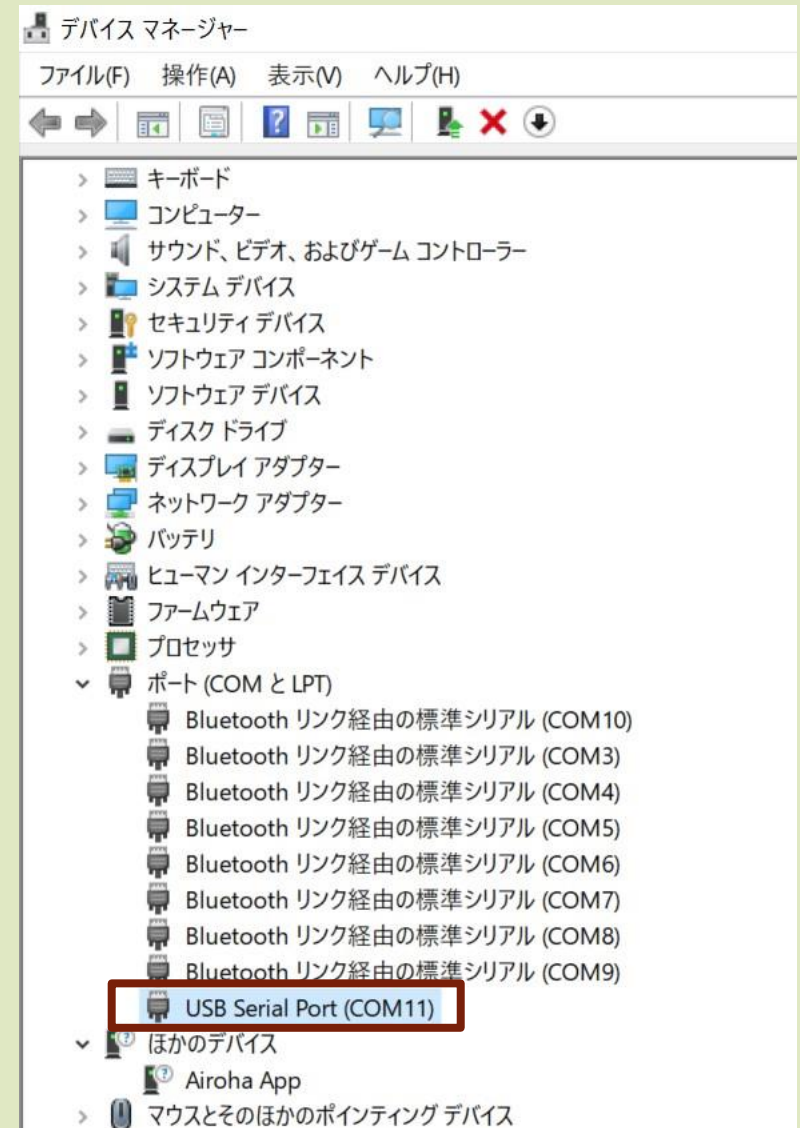 デバイス マネージャー
ファイル(F) 操作(A) 表示(V) ヘルプ(H)
キーボード
コンピューター
サウンド、ビデオ、およびゲーム コントローラー
システム デバイス
セキュリティ デバイス
ソフトウェア コンポーネント
ソフトウェア デバイス
ディスク ドライブ
ディスプレイ アダプター
ネットワーク アダプター
バッテリ
ヒューマン インターフェイス デバイス
ファームウェア
プロセッサ
ポート (COM と LPT)
Bluetooth リンク経由の標準シリアル (COM10)
Bluetooth リンク経由の標準シリアル (COM3)
Bluetooth リンク経由の標準シリアル (COM4)
Bluetooth リンク経由の標準シリアル (COM5)
Bluetooth リンク経由の標準シリアル (COM6)
Bluetooth リンク経由の標準シリアル (COM7)
Bluetooth リンク経由の標準シリアル (COM8)
Bluetooth リンク経由の標準シリアル (COM9)
USB Serial Port (COM11)
ほかのデバイス
Airoha App
マウスとそのほかのポインティング デバイス